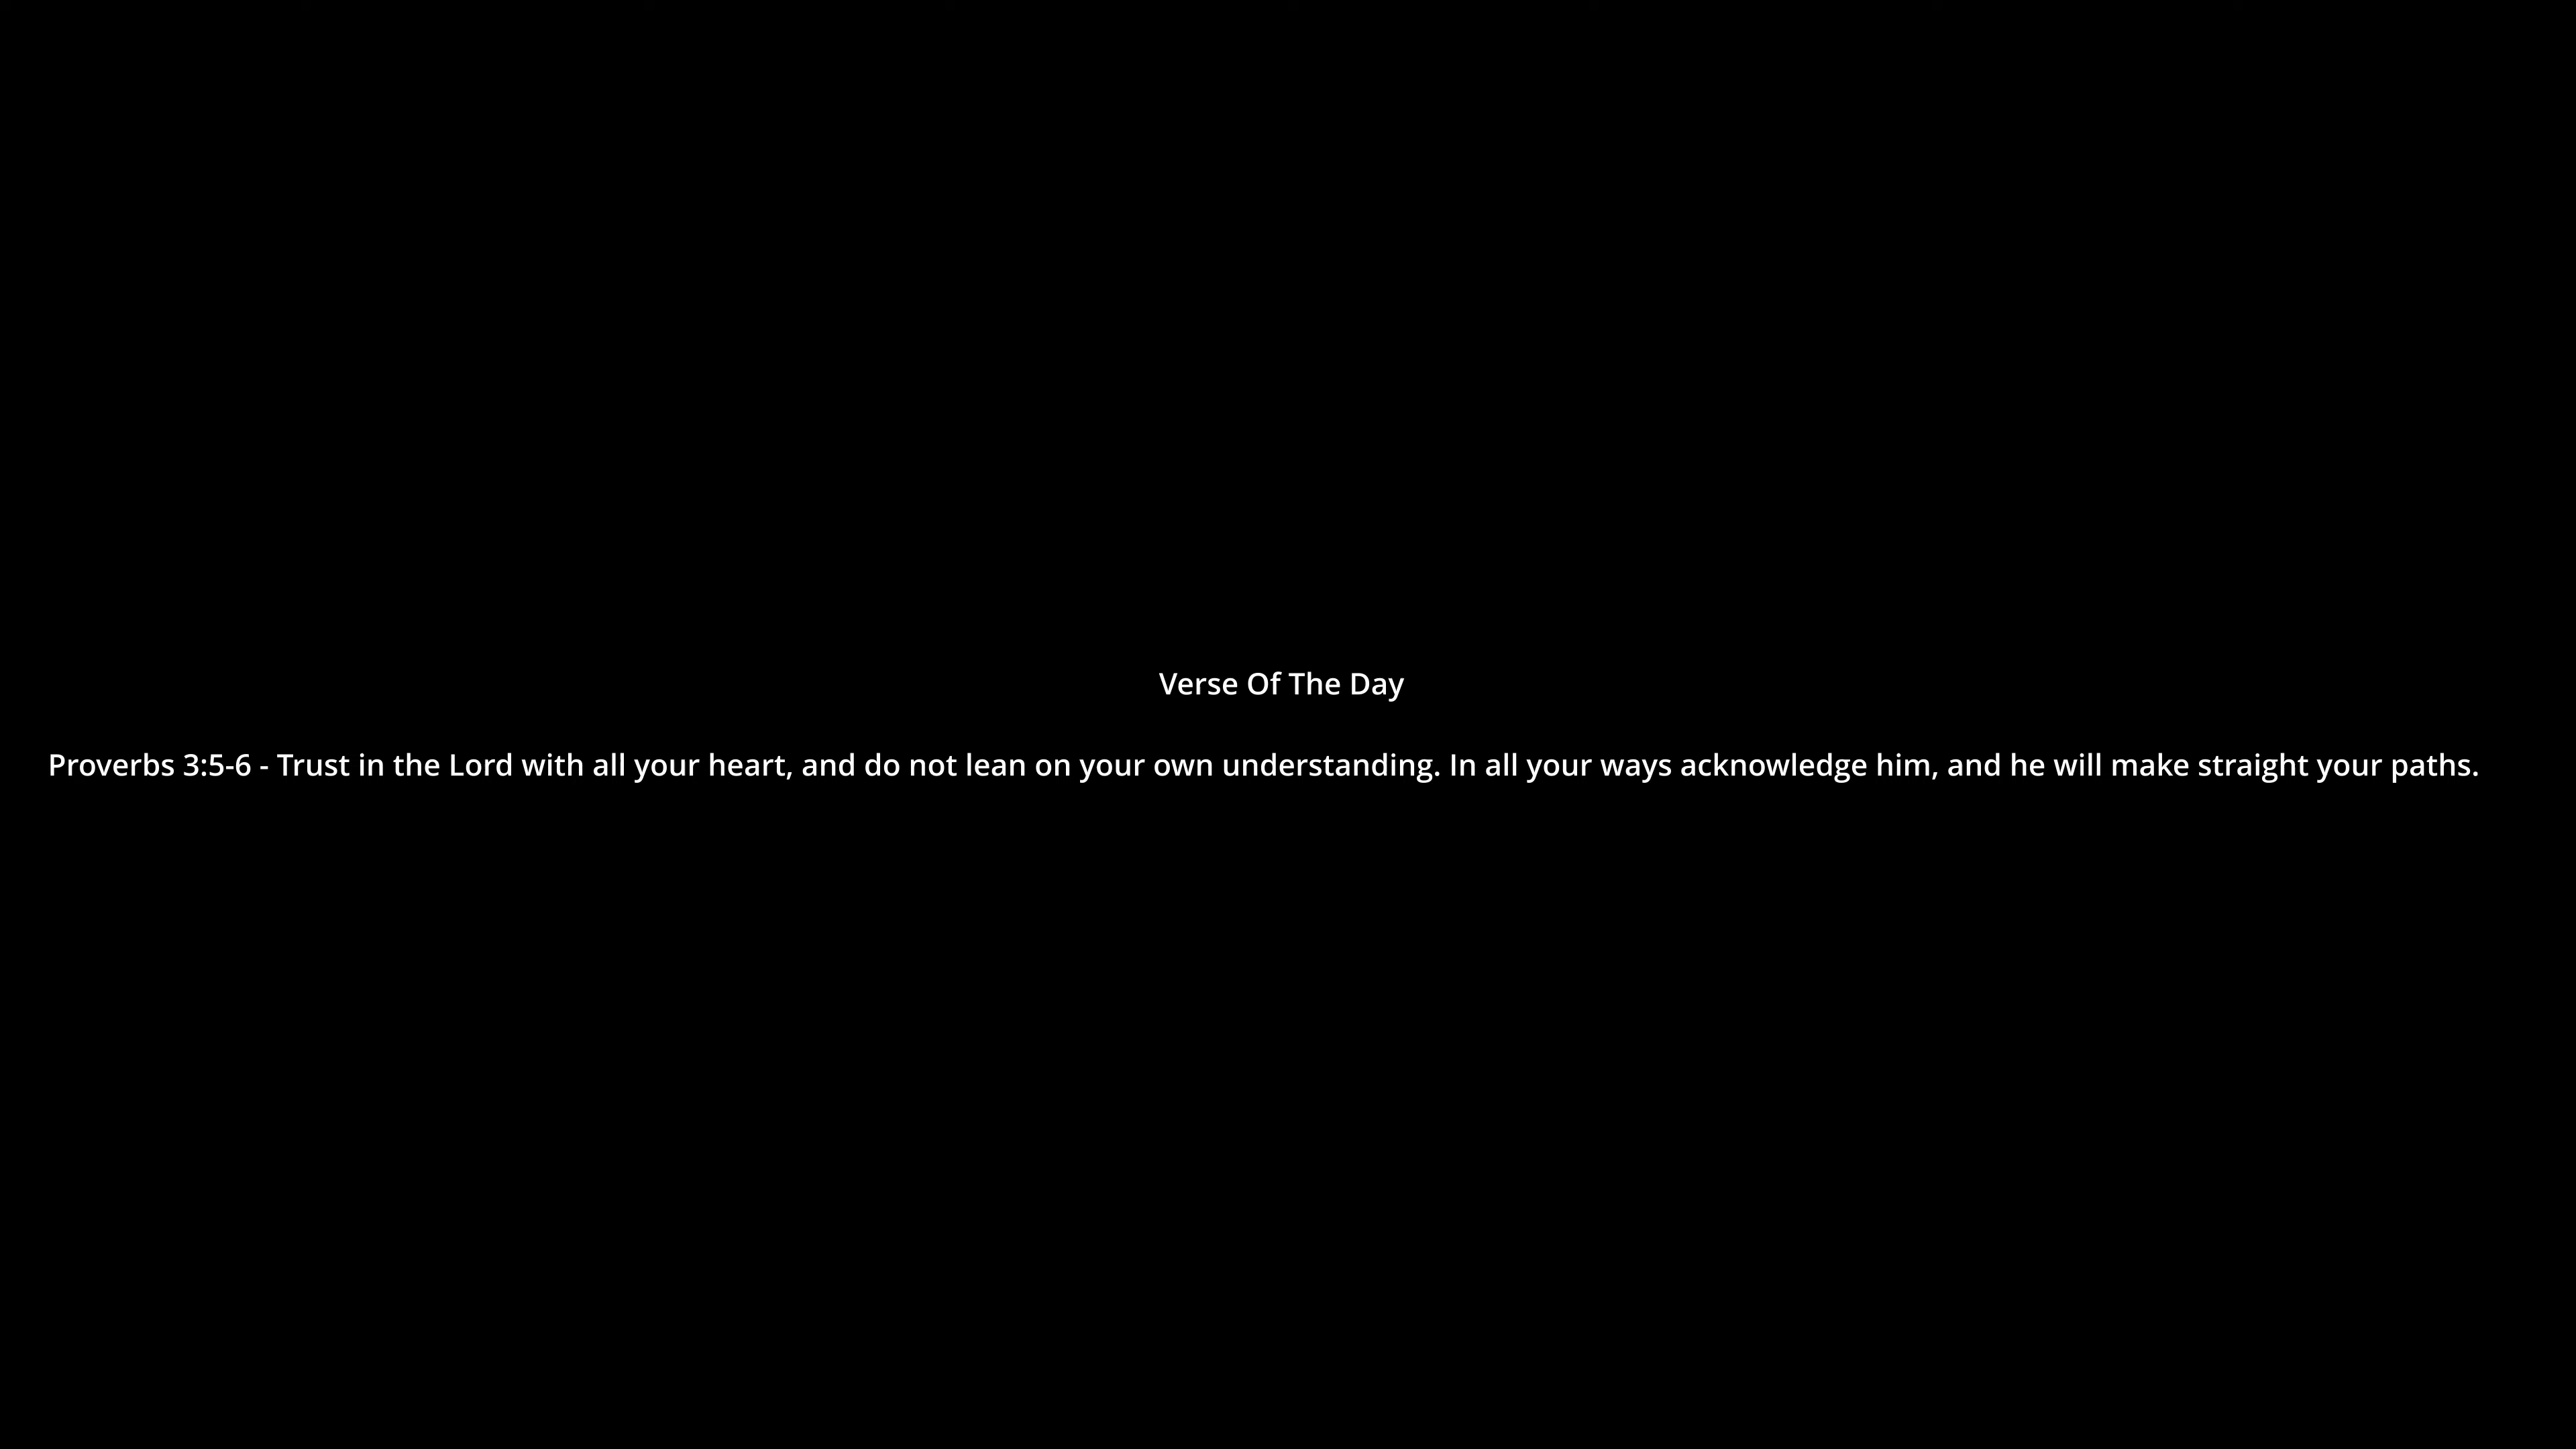 Verse Of The Day
Proverbs 3:5-6 - Trust in the Lord with all your heart, and do not lean on your own understanding. In all your ways acknowledge him, and he will make straight your paths.